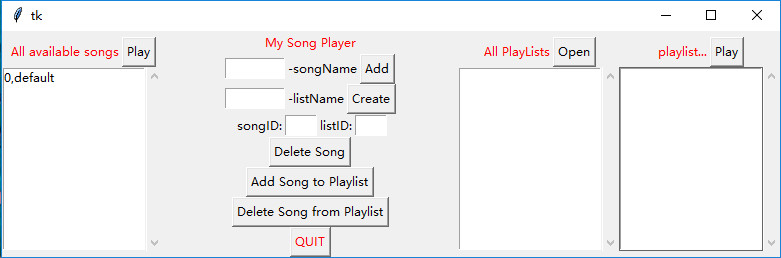 tk
All available songs Play
0,default
My Song Player
-songName Add
-listName Create
songID: listID:
Delete Song
Add Song to Playlist
Delete Song from Playlist
QUIT
All PlayLists Open
playlist... Play